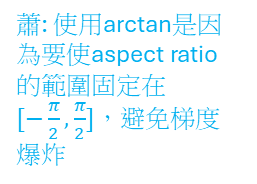 蕭: 使用arctan是因
為要使aspect ratio
的範圍固定在
[−π/2, π/2],避免梯度
爆炸